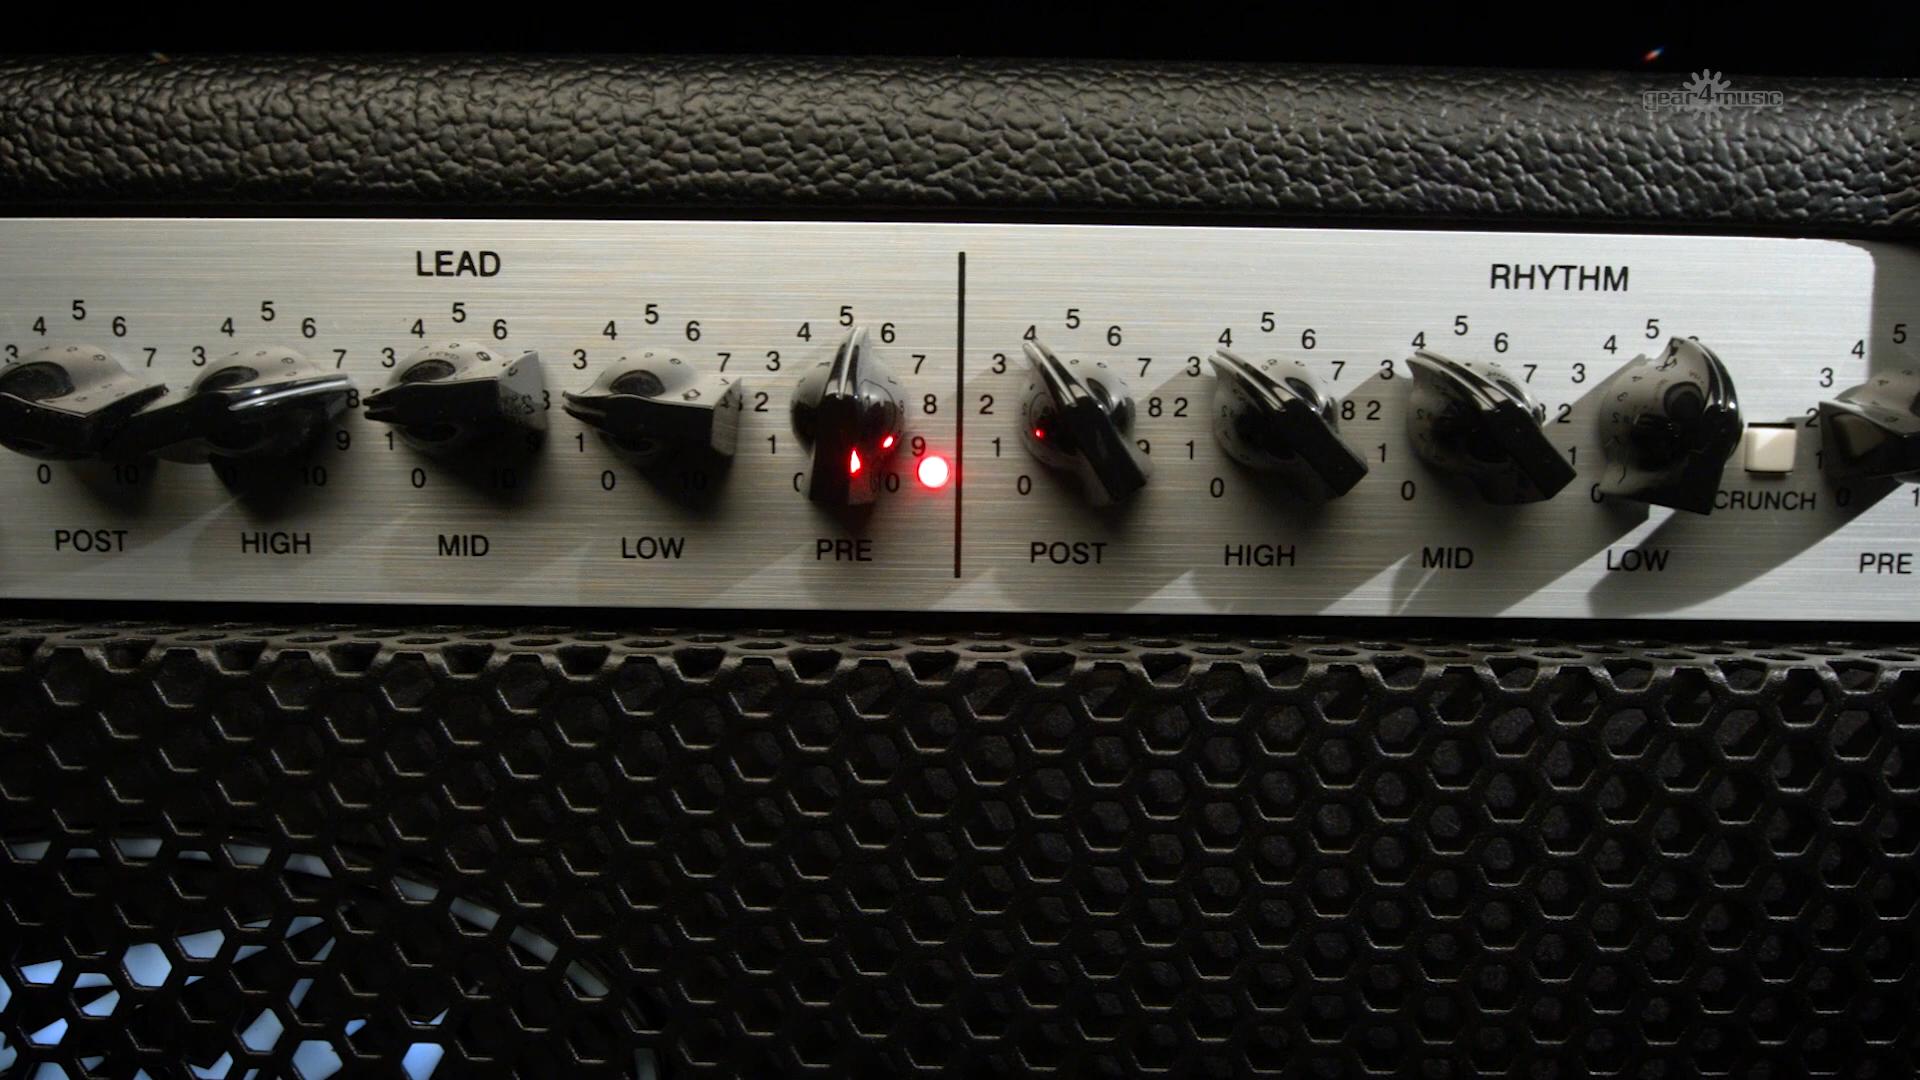 gear4music
LEAD
RHYTHM
3 4 5 6 7 0 10
3 4 5 6 7 8 9 0 10
3 4 5 6 1 0
3 4 5 6 7 1 0 10
0 1 2 3 4 5 6 7 8 9 10
0 1 2 3 4 5 6 7 8 9
0 1 2 3 4 5 6 7 8
0 1 2 3 4 5 6 7
0 1 2 3 4 5
0 1 2 3 4 5
CRUNCH
POST HIGH MID LOW PRE POST HIGH MID LOW PRE